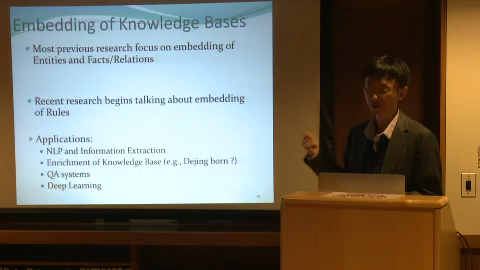 Embedding of Knowledge Bases
• Most previous research focus on embedding of
Entities and Facts/Relations
• Recent research begins talking about embedding
of Rules
• Applications:
• NLP and Information Extraction
• Enrichment of Knowledge Base (e.g., Dejing born ?)
• QA systems
• Deep Learning